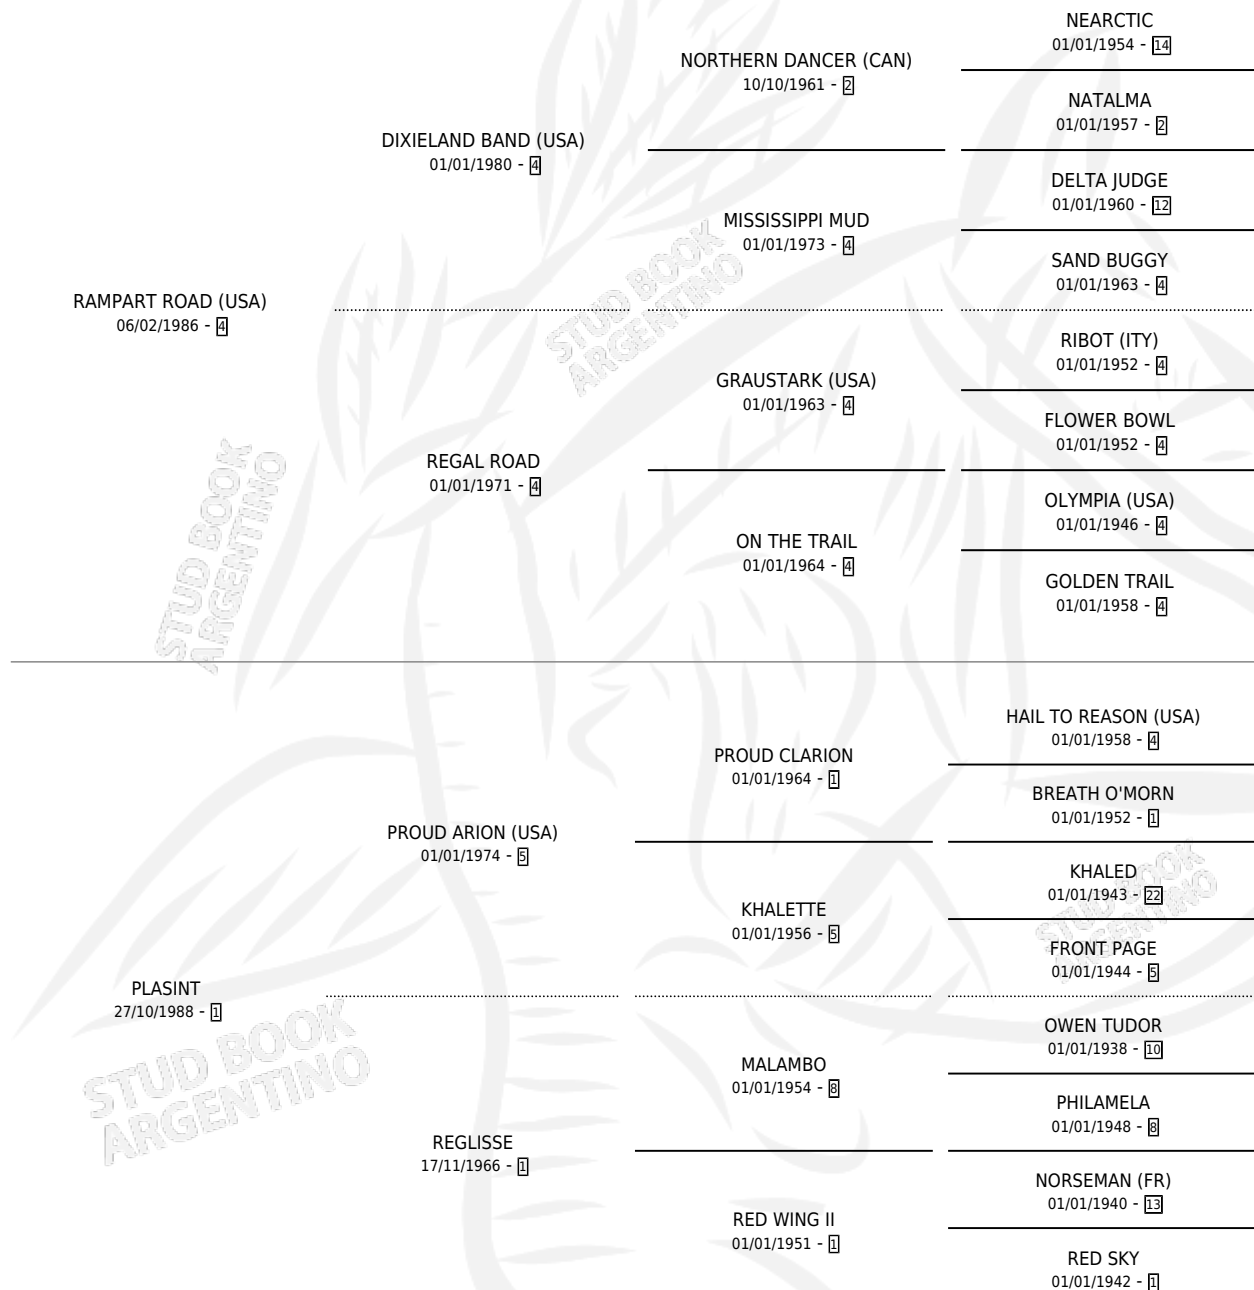 NEARCTIC
01/01/1954 - 14
NORTHERN DANCER (CAN)
10/10/1961 - 2
NATALMA
01/01/1957 - 2
DIXIELAND BAND (USA)
01/01/1980 - 4
DELTA JUDGE
01/01/1960 - 12
MISSISSIPPI MUD
01/01/1973 - 4
SAND BUGGY
01/01/1963 - 4
RAMPART ROAD (USA)
06/02/1986 - 4
STUD BOOK
ARGENTINO
RIBOT (ITY)
01/01/1952 - 4
GRAUSTARK (USA)
01/01/1963 - 4
FLOWER BOWL
01/01/1952 - 4
REGAL ROAD
01/01/1971 - 4
OLYMPIA (USA)
01/01/1946 - 4
ON THE TRAIL
01/01/1964 - 4
GOLDEN TRAIL
01/01/1958 - 4
STUD BOOK
ARGENTINO
HAIL TO REASON (USA)
01/01/1958 - 4
PROUD CLARION
01/01/1964 - 1
BREATH O'MORN
01/01/1952 - 1
PROUD ARION (USA)
01/01/1974 - 5
KHALED
01/01/1943 - 22
KHALETTE
01/01/1956 - 5
STUD BOOK
ARGENTINO
FRONT PAGE
01/01/1944 - 5
PLASINT
27/10/1988 - 1
OWEN TUDOR
01/01/1938 - 10
MALAMBO
01/01/1954 - 8
STUD BOOK
ARGENTINO
PHILAMELA
01/01/1948 - 8
REGLISSE
17/11/1966 - 1
NORSEMAN (FR)
01/01/1940 - 13
RED WING II
01/01/1951 - 1
RED SKY
01/01/1942 - 1